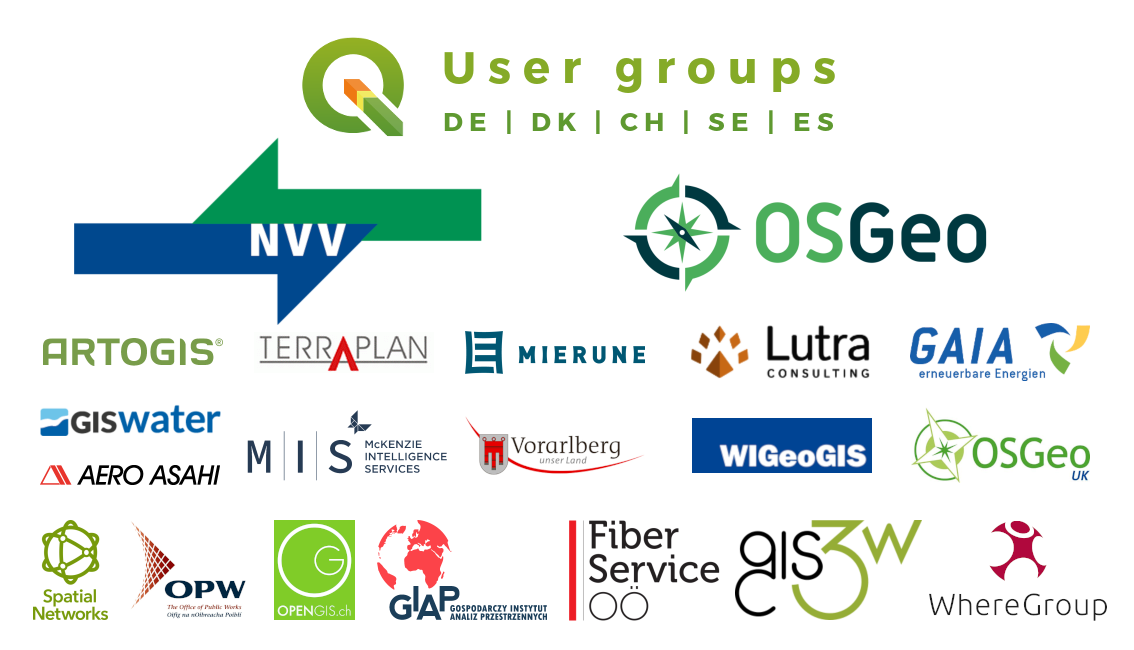 User groups
DE | DK | CH | SE | ES
NVV
OSGeo
ARTOGIS®
TERRAPLAN
MIERUNE
Lutra
CONSULTING
GAIA
erneuerbare Energien
GISwater
AERO ASAHI
MIS
McKENZIE
INTELLIGENCE
SERVICES
Vorarlberg
unser Land
WIGeoGIS
OSGeo
UK
Spatial
Networks
OPW
The Office of Public Works
Oifig na nOibreacha Poiblí
G
OPENGIS.ch
GIAP
GOSPODARCZY INSTYTUT
ANALIZ PRZESTRZENNYCH
Fiber
Service
OÖ
gis3w
WhereGroup